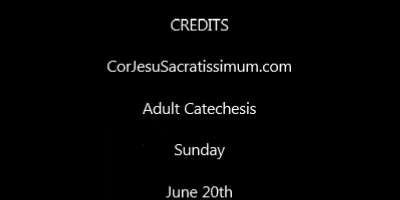 CREDITS
CorJesuSacratissimum.com
Adult Catechesis
Sunday
June 20th